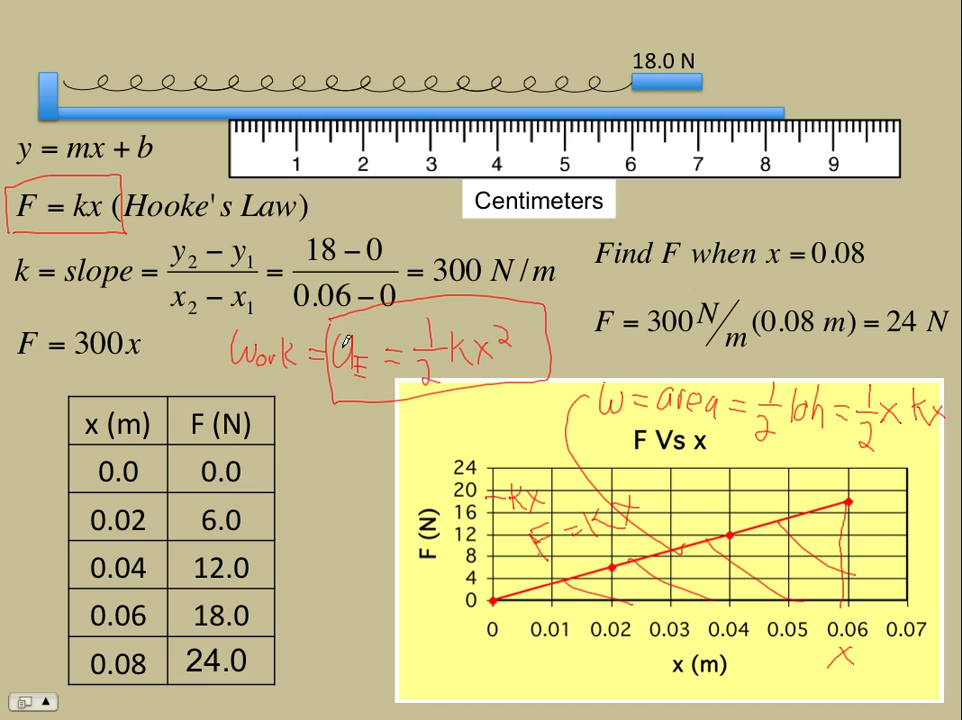 18.0 N
1 2 3 4 5 6 7 8 9
Centimeters
y = mx + b
F = kx (Hooke's Law)
k = slope = y₂ − y₁ / x₂ − x₁ = 18 − 0 / 0.06 − 0 = 300 N / m
F = 300x
Find F when x = 0.08
F = 300 N/m (0.08 m) = 24 N
Work = U_E = 1/2 kx²
x (m) F (N)
0.0 0.0
0.02 6.0
0.04 12.0
0.06 18.0
0.08 24.0
W = area = 1/2 bh = 1/2 x kx
F Vs x
F (N)
24
20
16
12
8
4
0
– kx
F = kx
0 0.01 0.02 0.03 0.04 0.05 0.06 0.07
x (m)
x